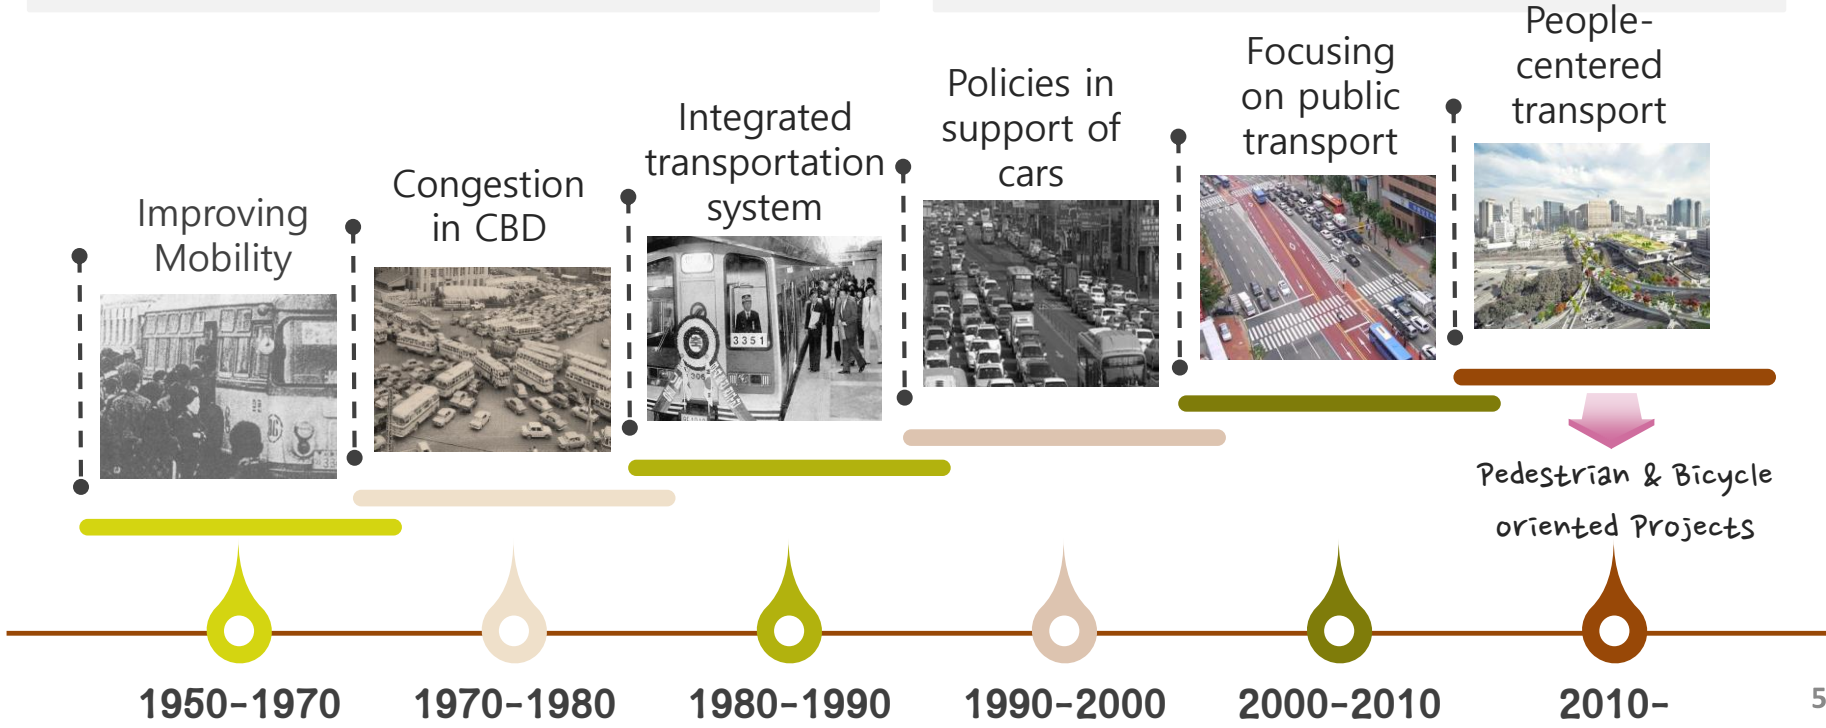 Improving
Mobility
Congestion
in CBD
Integrated
transportation
system
3351
Policies in
support of
cars
Focusing
on public
transport
People-
centered
transport
Pedestrian & Bicycle
oriented Projects
1950-1970
1970-1980
1980-1990
1990-2000
2000-2010
2010-
5